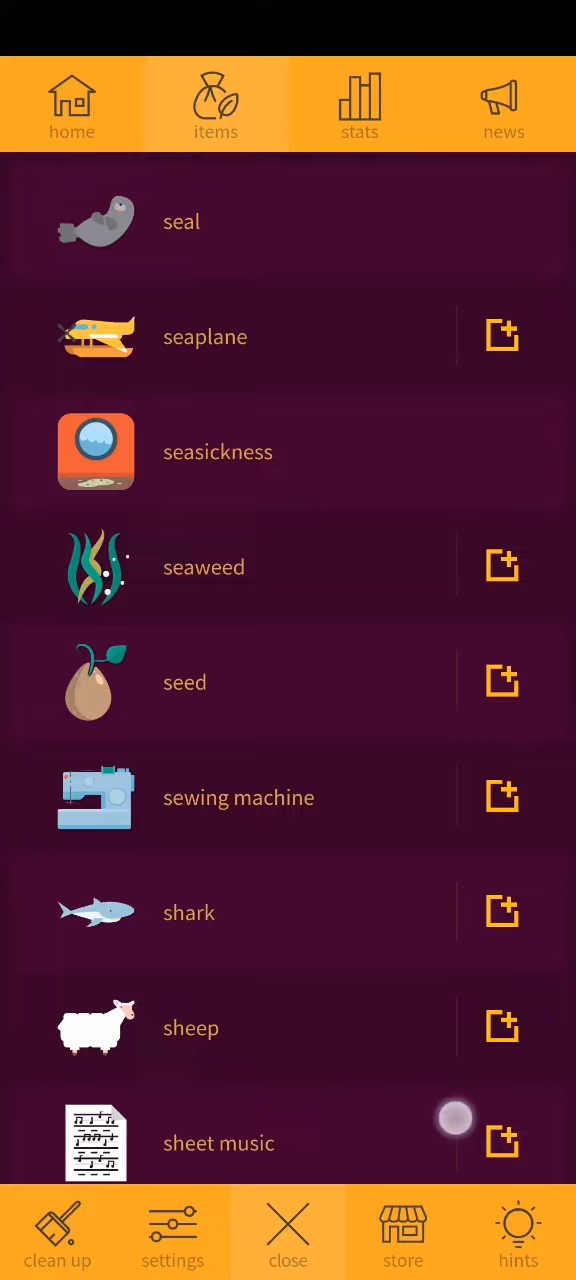 home items stats news
seal
seaplane
seasickness
seaweed
seed
sewing machine
shark
sheep
sheet music
clean up settings close store hints